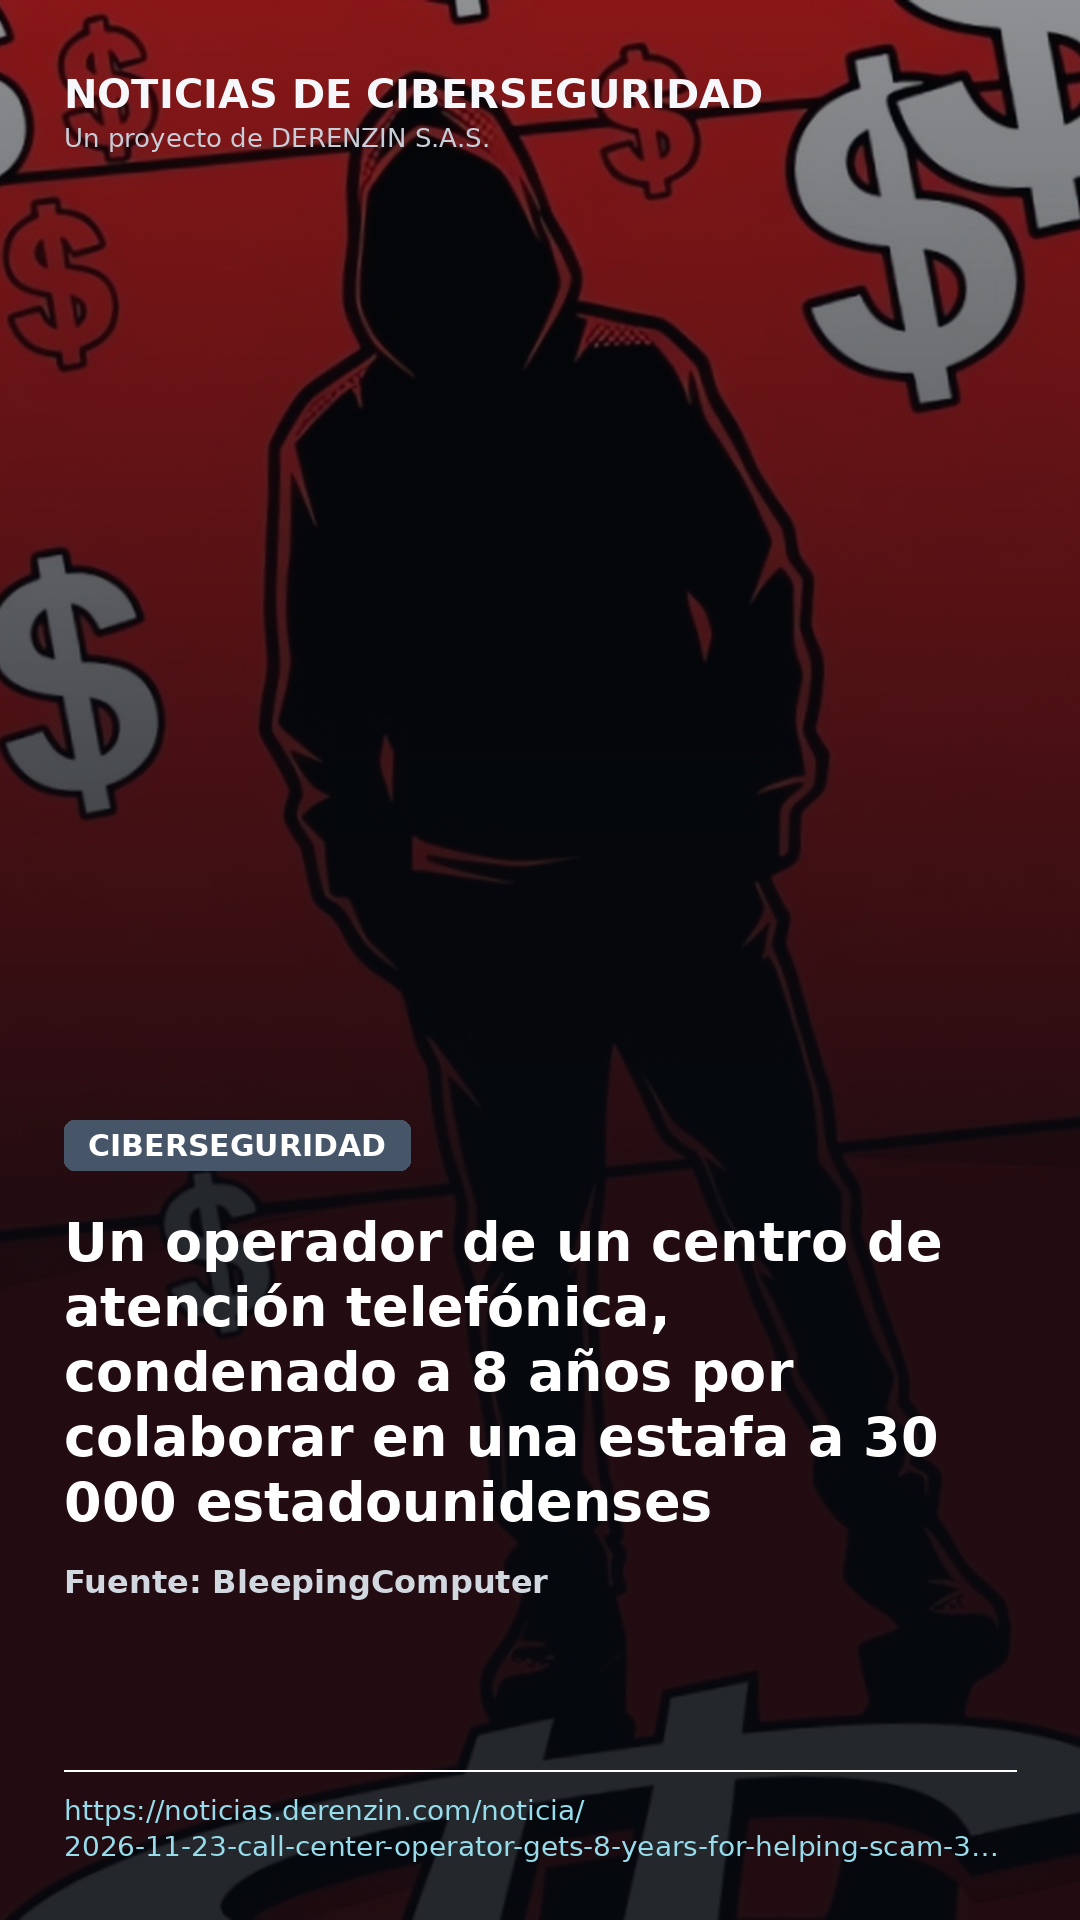 NOTICIAS DE CIBERSEGURIDAD
Un proyecto de DERENZIN S.A.S.
CIBERSEGURIDAD
Un operador de un centro de
atención telefónica,
condenado a 8 años por
colaborar en una estafa a 30
000 estadounidenses
Fuente: BleepingComputer
https://noticias.derenzin.com/noticia/
2026-11-23-call-center-operator-gets-8-years-for-helping-scam-3...